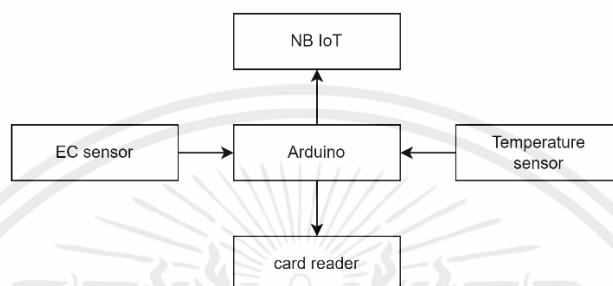 NB IoT
EC sensor
Arduino
Temperature
sensor
card reader